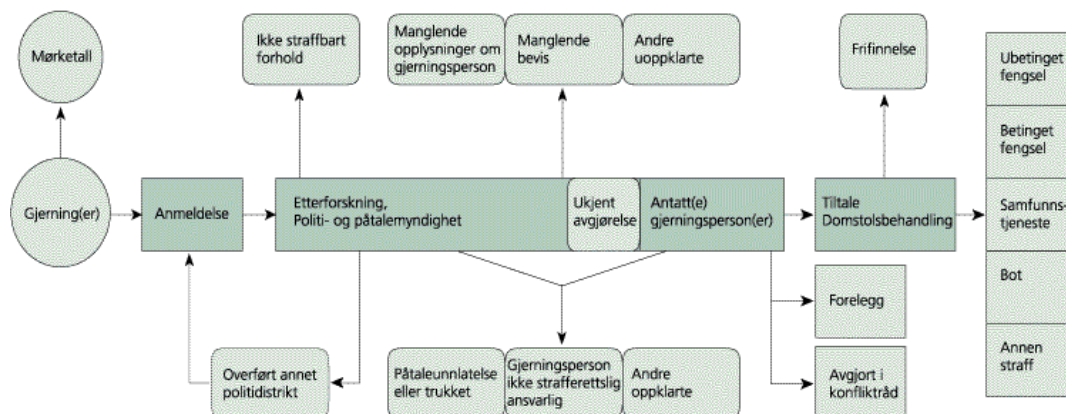 Mørketall
Ikke straffbart
forhold
Manglende
opplysninger om
gjerningsperson
Manglende
bevis
Andre
uoppklarte
Frifinnelse
Ubetinget
fengsel
Betinget
fengsel
Samfunns-
tjeneste
Bot
Annen
straff
Gjerning(er)
Anmeldelse
Etterforskning,
Politi- og påtalemyndighet
Ukjent
avgjørelse
Antatt(e)
gjerningsperson(er)
Tiltale
Domstolsbehandling
Forelegg
Avgjort i
konfliktråd
Overført annet
politidistrikt
Påtaleunnlatelse
eller trukket
Gjerningsperson
ikke strafferettslig
ansvarlig
Andre
oppklarte